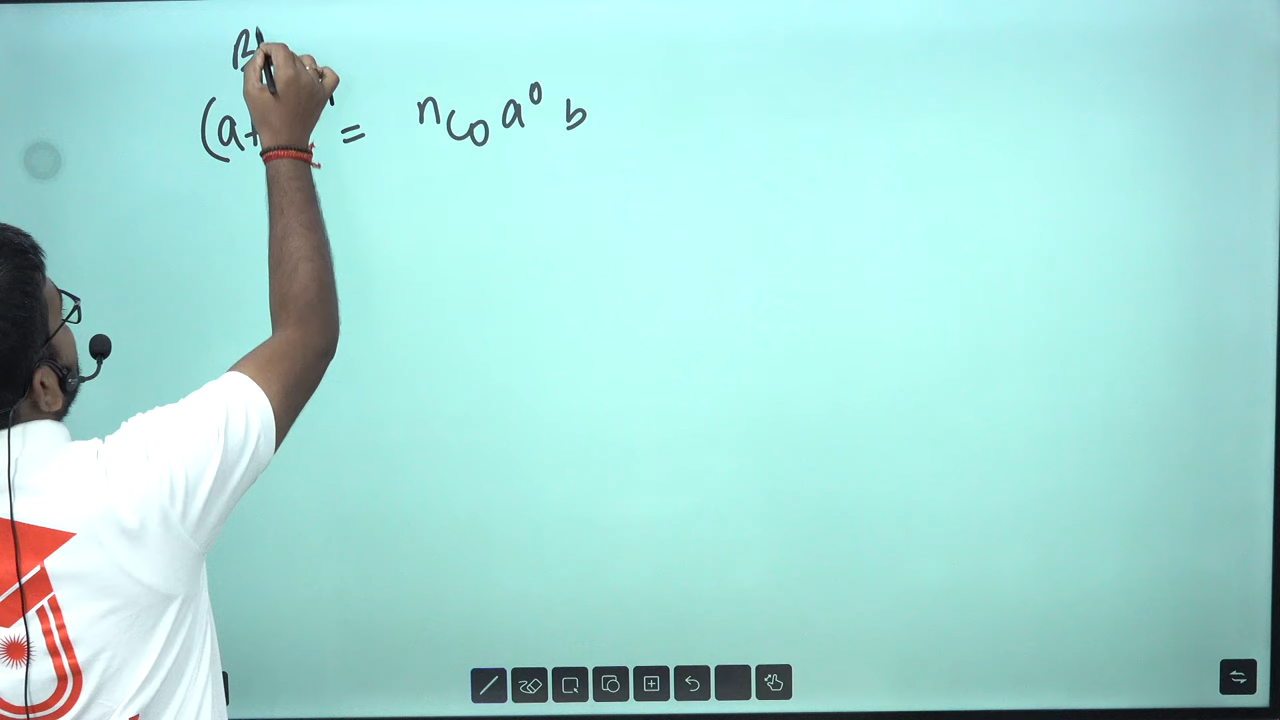 (a+ = ⁿC₀ a⁰ b